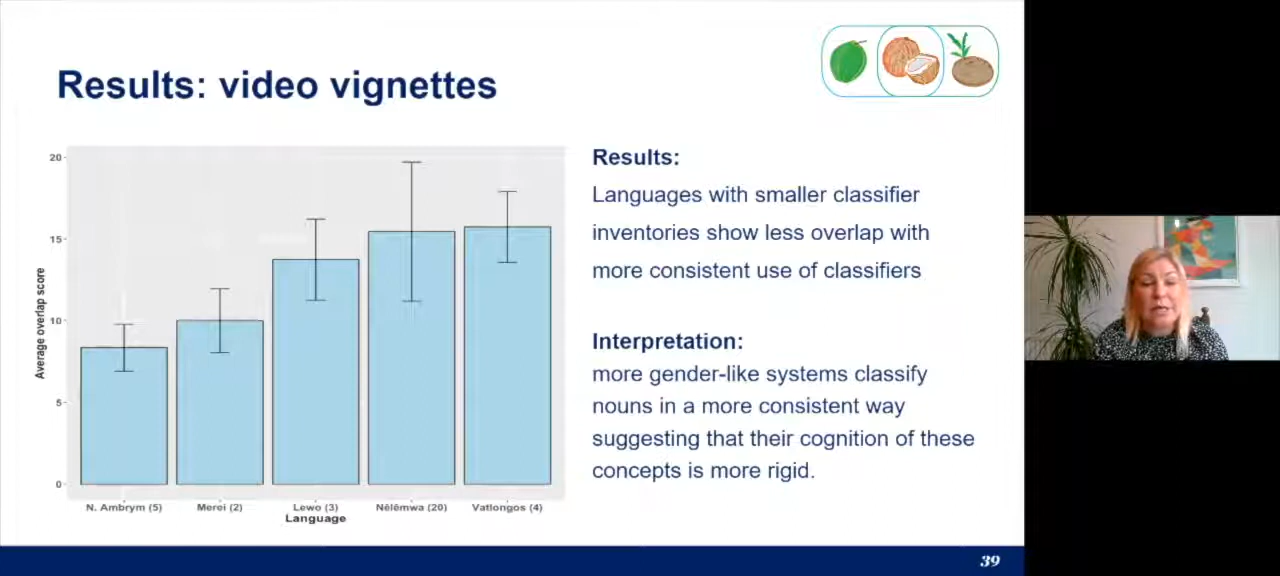 Results: video vignettes
20
15
10
5
0
Average overlap score
N. Ambrym (5)
Merei (2)
Lewo (3)
Nêlêmwa (20)
Vatlongos (4)
Language
Results:
Languages with smaller classifier
inventories show less overlap with
more consistent use of classifiers
Interpretation:
more gender-like systems classify
nouns in a more consistent way
suggesting that their cognition of these
concepts is more rigid.
39